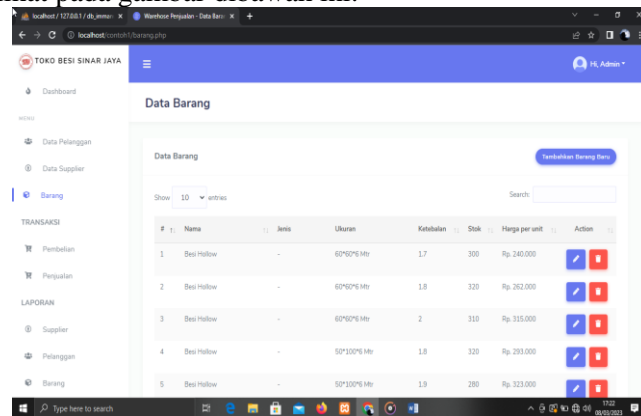 localhost / 127.0.0.1 / db_inman
Warehose Penjualan - Data Bara
localhost/contoh1/barang.php
TOKO BESI SINAR JAYA
Hi, Admin
Dashboard
MENU
Data Pelanggan
Data Supplier
Barang
TRANSAKSI
Pembelian
Penjualan
LAPORAN
Supplier
Pelanggan
Barang
Data Barang
Data Barang
Tambahkan Barang Baru
Show 10 entries
Search:
# Nama Jenis Ukuran Ketebalan Stok Harga per unit Action
1 Besi Hollow - 60*60*6 Mtr 1.7 300 Rp. 240.000
2 Besi Hollow - 60*60*6 Mtr 1.8 320 Rp. 262.000
3 Besi Hollow - 60*60*6 Mtr 2 310 Rp. 315.000
4 Besi Hollow - 50*100*6 Mtr 1.8 320 Rp. 293.000
5 Besi Hollow - 50*100*6 Mtr 1.9 280 Rp. 323.000
Type here to search
17:22
08/03/2023